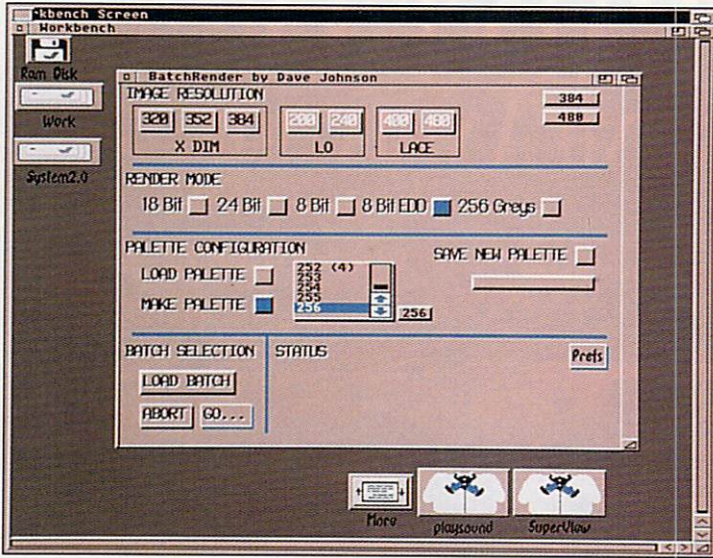 kbench Screen
Workbench
Ram Disk
Work
System2.0
BatchRender by Dave Johnson
IMAGE RESOLUTION
384
480
320 352 384
200 240
400 480
X DIM
LO
LACE
RENDER MODE
18 Bit
24 Bit
8 Bit
8 Bit EDD
256 Greys
PALETTE CONFIGURATION
SAVE NEW PALETTE
LOAD PALETTE
MAKE PALETTE
252 (4)
253
254
255
256
256
BATCH SELECTION
STATUS
Prefs
LOAD BATCH
ABORT
GO...
More
playsound
SuperView